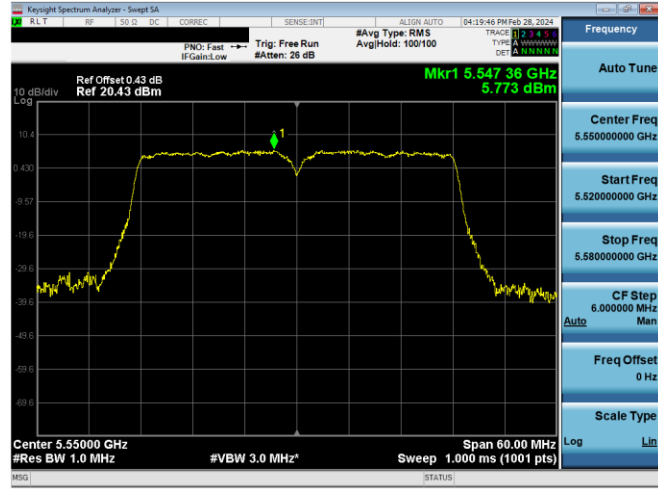 Keysight Spectrum Analyzer - Swept SA
RLT RF 50 Ω DC CORREC SENSE:INT ALIGN AUTO 04:19:46 PM Feb 28, 2024
#Avg Type: RMS TRACE 1 2 3 4 5 6
PNO: Fast Trig: Free Run Avg|Hold: 100/100 TYPE A WWWWW
IFGain:Low #Atten: 26 dB DET A N N N N N
Ref Offset 0.43 dB Mkr1 5.547 36 GHz
10 dB/div Ref 20.43 dBm 5.773 dBm
Log
1
10.4
0.430
-9.57
-19.6
-29.6
-39.6
-49.6
-59.6
-69.6
Center 5.55000 GHz Span 60.00 MHz
#Res BW 1.0 MHz #VBW 3.0 MHz* Sweep 1.000 ms (1001 pts)
MSG STATUS
Frequency
Auto Tune
Center Freq
5.550000000 GHz
Start Freq
5.520000000 GHz
Stop Freq
5.580000000 GHz
CF Step
6.000000 MHz
Auto Man
Freq Offset
0 Hz
Scale Type
Log Lin